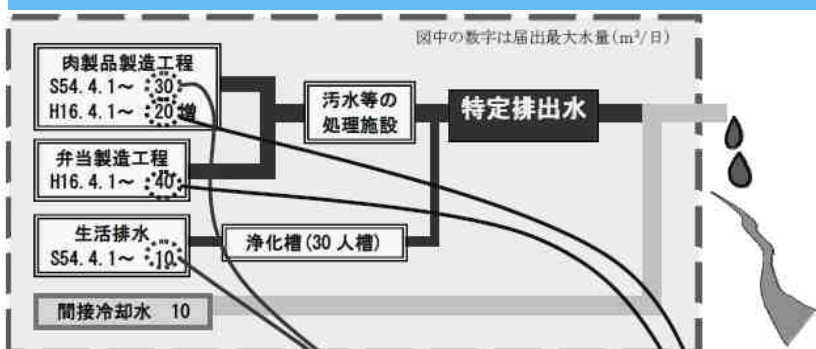 図中の数字は届出最大水量(m³/日)
肉製品製造工程
S54.4.1～ 30
H16.4.1～ 20 増
弁当製造工程
H16.4.1～ 40
生活排水
S54.4.1～ 10
間接冷却水 10
汚水等の
処理施設
浄化槽(30人槽)
特定排出水